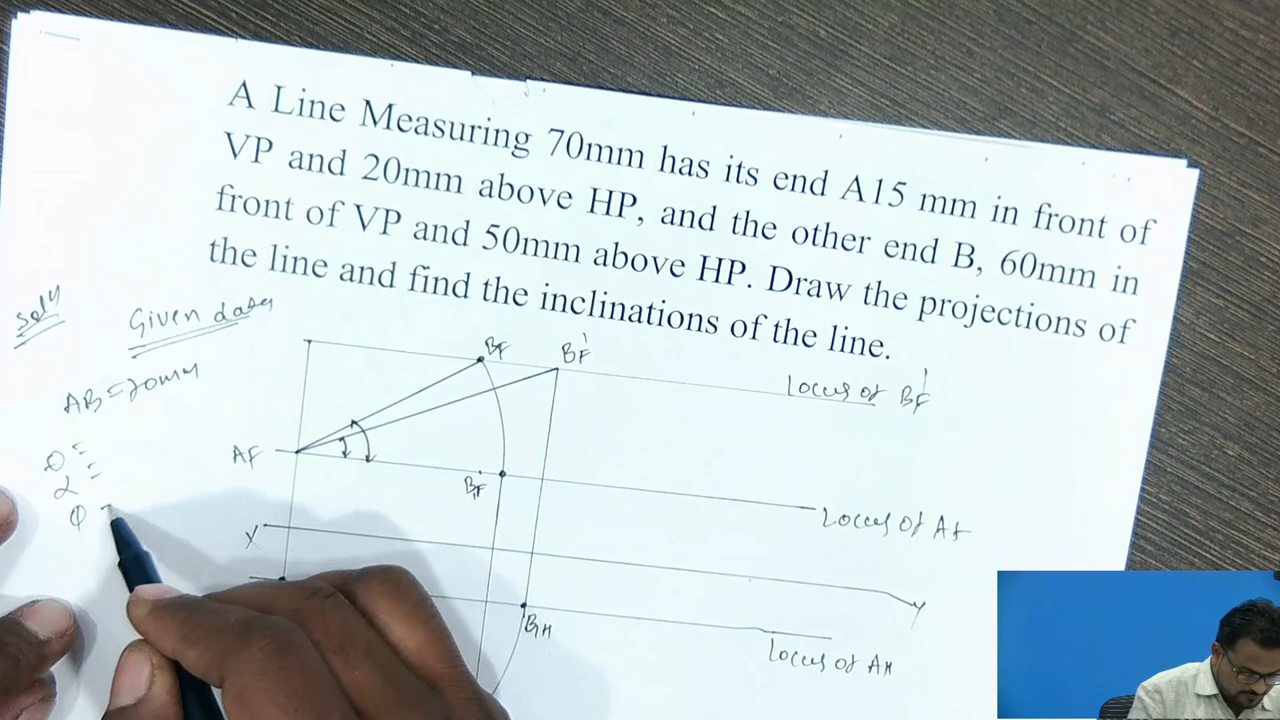 A Line Measuring 70mm has its end A15 mm in front of
VP and 20mm above HP, and the other end B, 60mm in
front of VP and 50mm above HP. Draw the projections of
the line and find the inclinations of the line.
Soln
Given data
AB=70mm
θ =
α =
Φ =
BF
BF'
Locus of BF'
AF
B₁F'
Locus of AF
X
Y
BH
Locus of AH